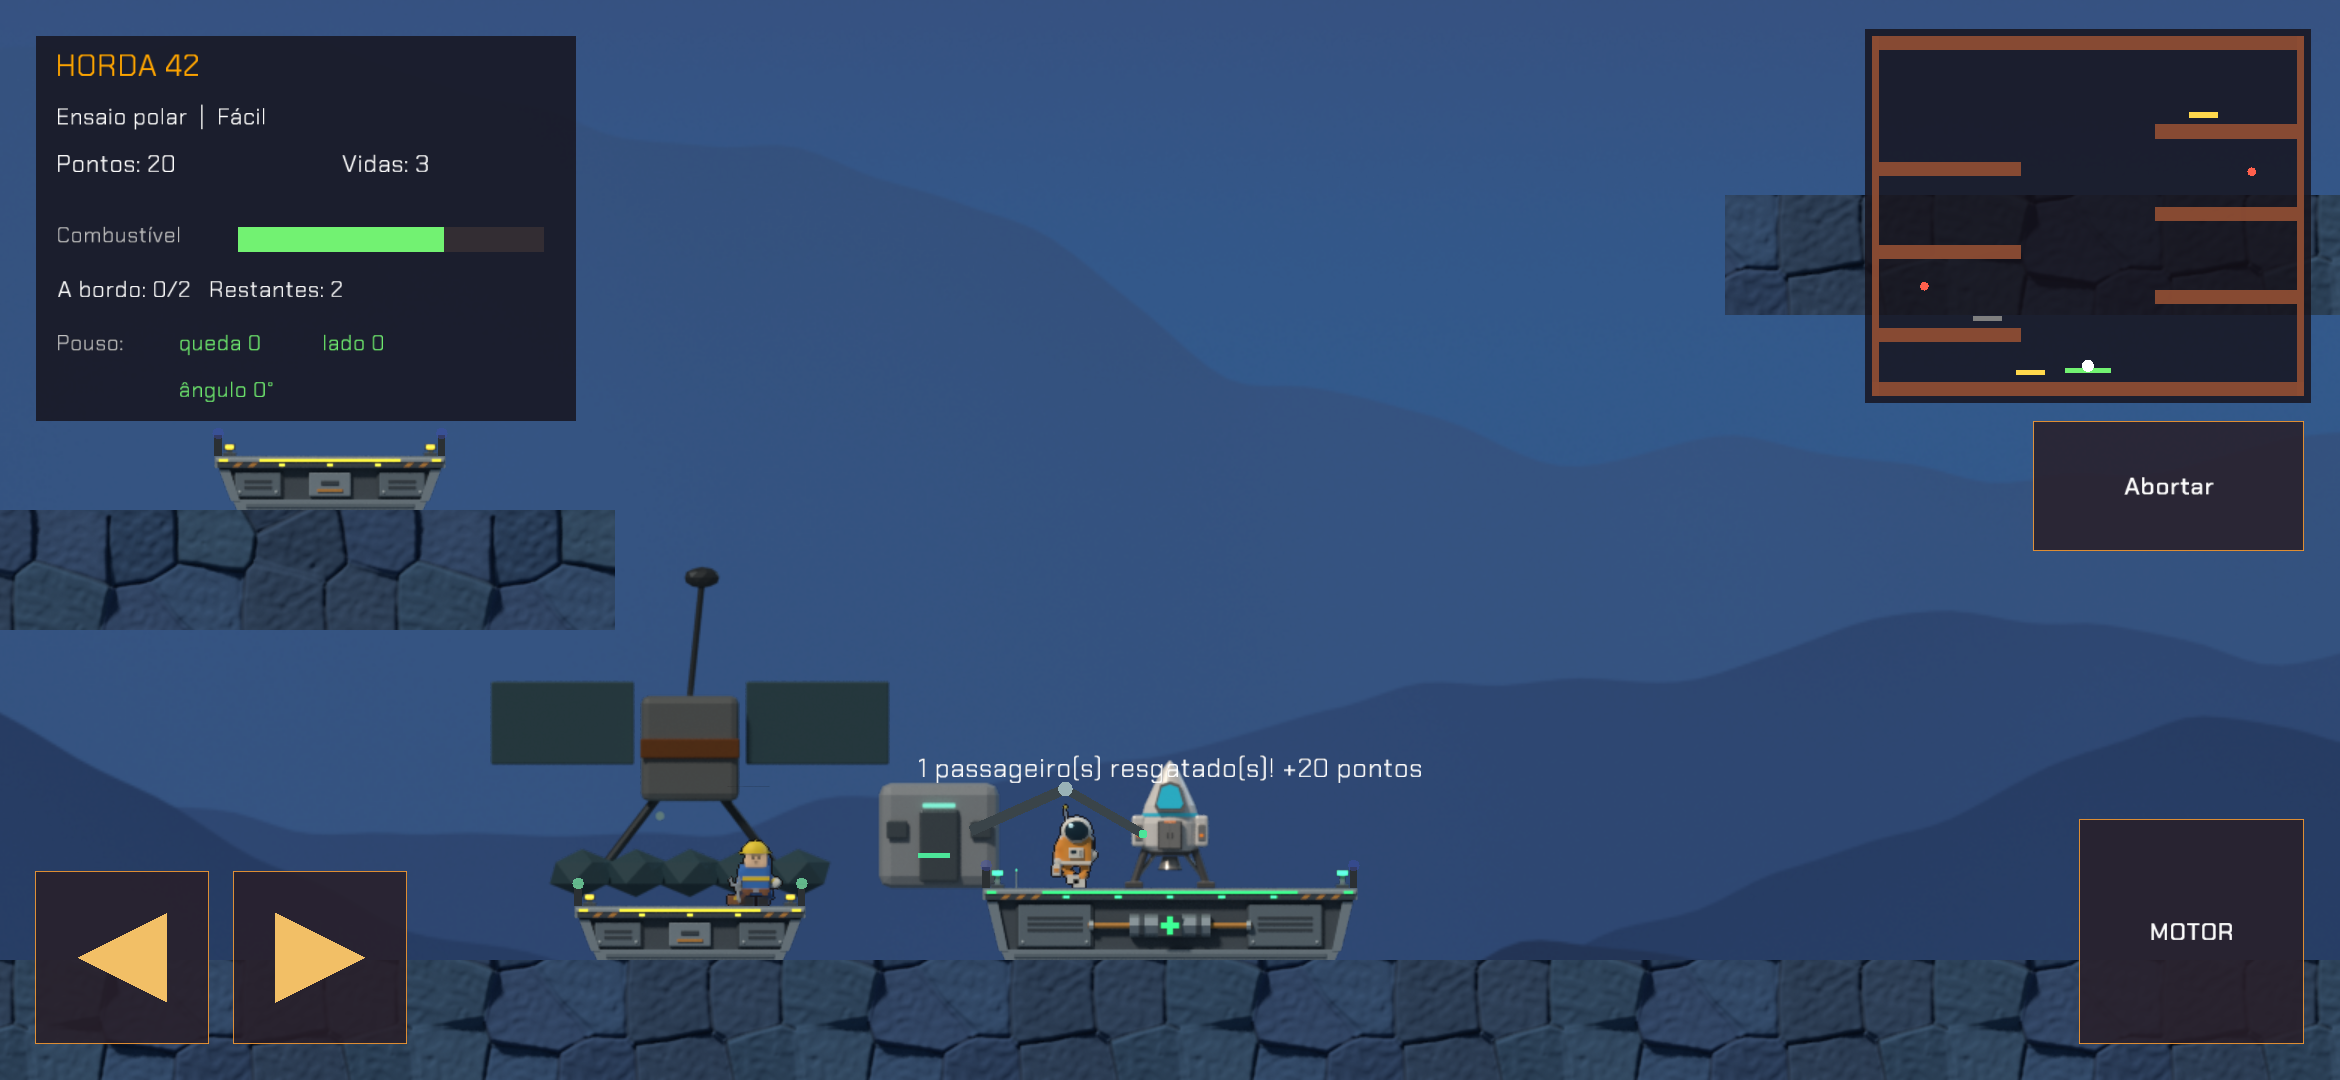 HORDA 42
Ensaio polar | Fácil
Pontos: 20 Vidas: 3
Combustível
A bordo: 0/2 Restantes: 2
Pouso: queda 0 lado 0
ângulo 0°
Abortar
1 passageiro(s) resgatado(s)! +20 pontos
MOTOR